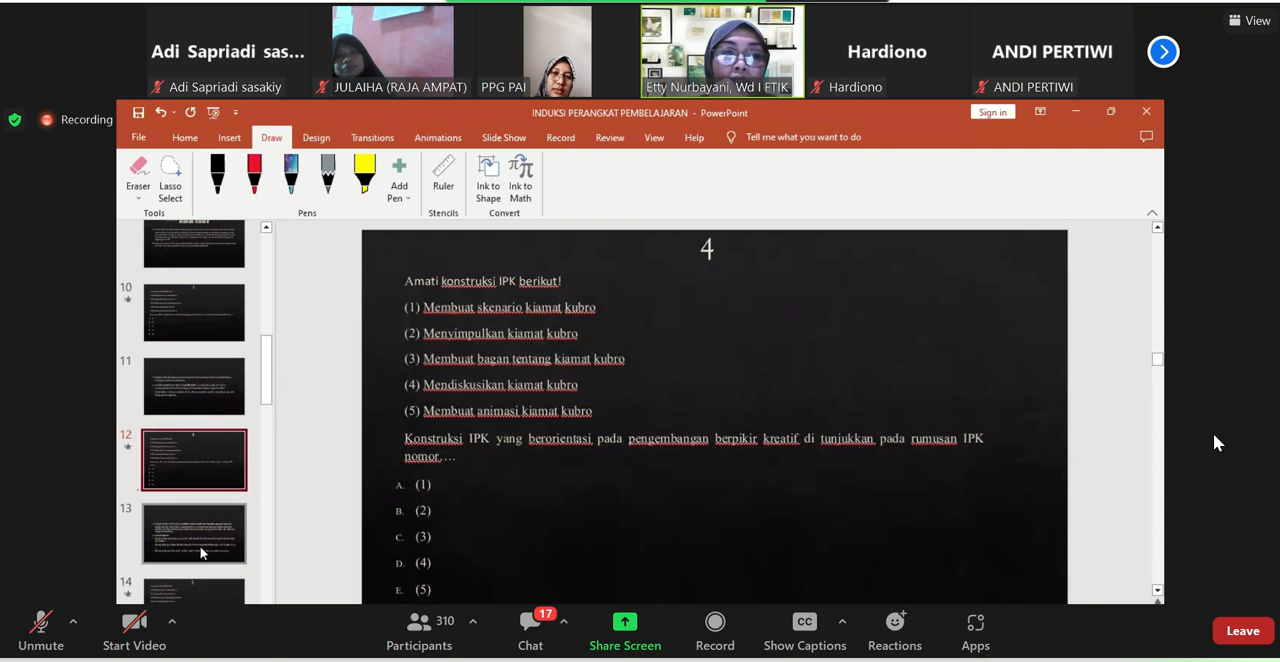 View
Adi Sapriadi sas...
Hardiono
ANDI PERTIWI
Adi Sapriadi sasakiy
JULAIHA (RAJA AMPAT)
PPG PAI
Etty Nurbayani, Wd I FTIK
Hardiono
ANDI PERTIWI
Recording
INDUKSI PERANGKAT PEMBELAJARAN - PowerPoint
Sign in
File Home Insert Draw Design Transitions Animations Slide Show Record Review View Help Tell me what you want to do
Eraser
Lasso Select
Add Pen
Ruler
Ink to Shape
Ink to Math
Tools
Pens
Stencils
Convert
10
11
12
13
14
4
Amati konstruksi IPK berikut!
(1) Membuat skenario kiamat kubro
(2) Menyimpulkan kiamat kubro
(3) Membuat bagan tentang kiamat kubro
(4) Mendiskusikan kiamat kubro
(5) Membuat animasi kiamat kubro
Konstruksi IPK yang berorientasi pada pengembangan berpikir kreatif di tunjukkan pada rumusan IPK
nomor....
A. (1)
B. (2)
C. (3)
D. (4)
E. (5)
17
310
Unmute
Start Video
Participants
Chat
Share Screen
Record
Show Captions
Reactions
Apps
Leave